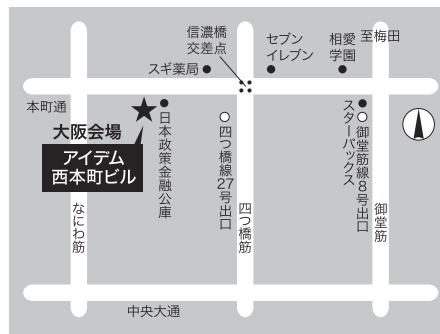 信濃橋
交差点
セブン
イレブン
相愛
学園
至梅田
スギ薬局
本町通
大阪会場
アイデム
西本町ビル
日本政策金融公庫
四つ橋線27号出口
スターバックス
御堂筋線8号出口
なにわ筋
四つ橋筋
御堂筋
中央大通